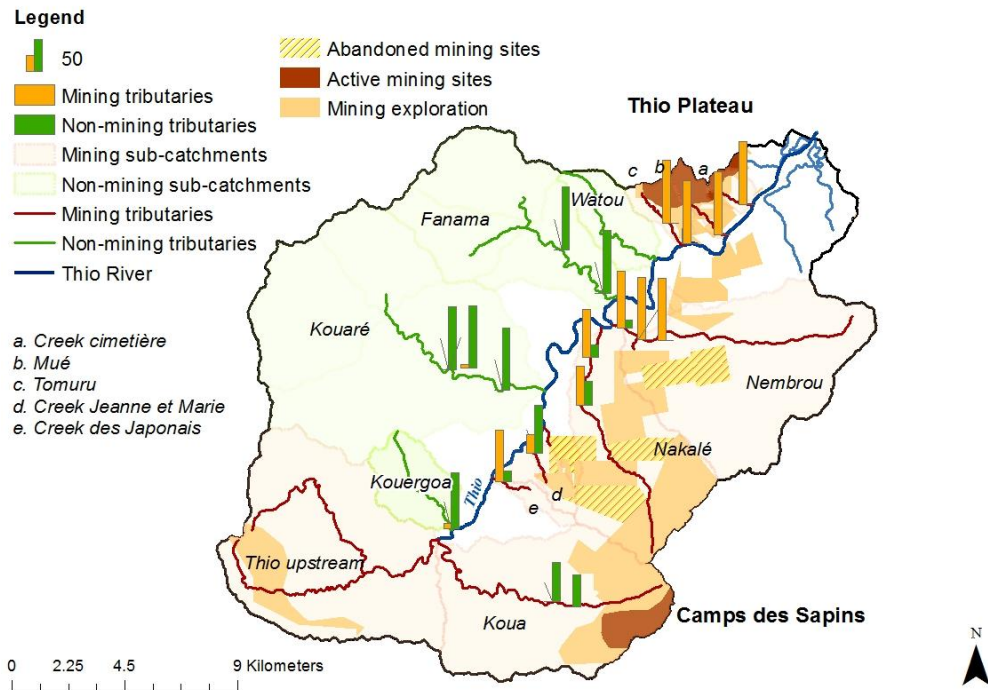 Legend
50
Mining tributaries
Non-mining tributaries
Mining sub-catchments
Non-mining sub-catchments
Mining tributaries
Non-mining tributaries
Thio River
Abandoned mining sites
Active mining sites
Mining exploration
a. Creek cimetière
b. Mué
c. Tomuru
d. Creek Jeanne et Marie
e. Creek des Japonais
Thio Plateau
c
b
a
Watou
Fanama
Kouaré
Nembrou
Nakalé
Kouergoa
Thio
d
e
Thio upstream
Koua
Camps des Sapins
N
0 2.25 4.5 9 Kilometers